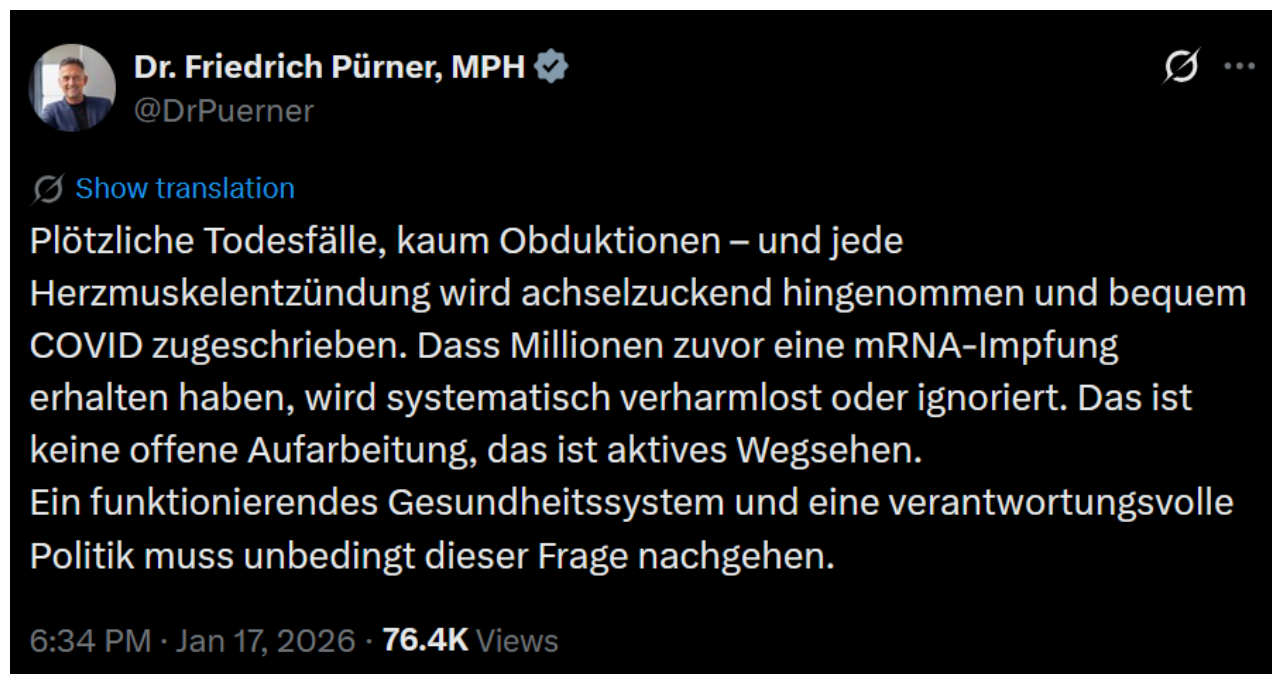 Dr. Friedrich Pürner, MPH
@DrPuerner
Show translation
Plötzliche Todesfälle, kaum Obduktionen – und jede
Herzmuskelentzündung wird achselzuckend hingenommen und bequem
COVID zugeschrieben. Dass Millionen zuvor eine mRNA-Impfung
erhalten haben, wird systematisch verharmlost oder ignoriert. Das ist
keine offene Aufarbeitung, das ist aktives Wegsehen.
Ein funktionierendes Gesundheitssystem und eine verantwortungsvolle
Politik muss unbedingt dieser Frage nachgehen.
6:34 PM · Jan 17, 2026 · 76.4K Views